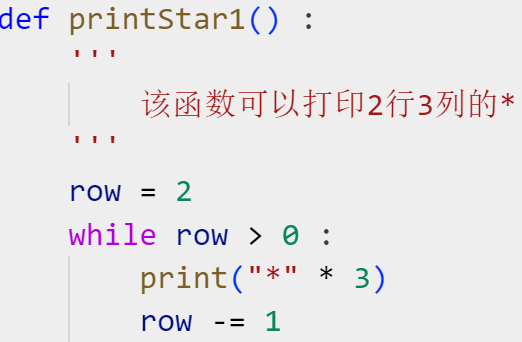 def printStar1() :
    '''
        该函数可以打印2行3列的*
    '''
    row = 2
    while row > 0 :
        print("*" * 3)
        row -= 1